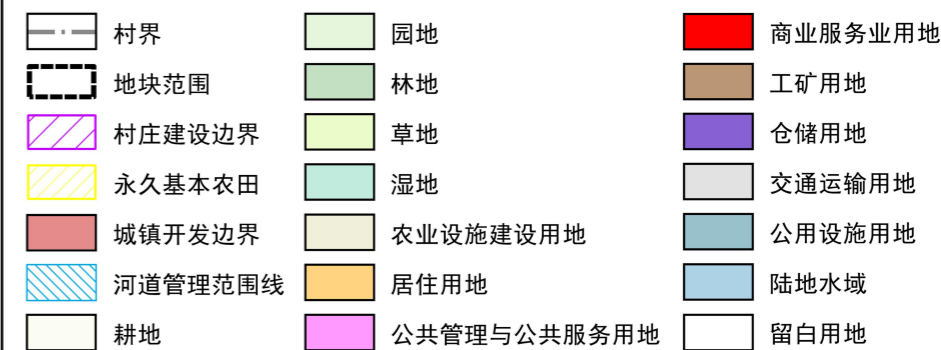 村界 园地 商业服务业用地
地块范围 林地 工矿用地
村庄建设边界 草地 仓储用地
永久基本农田 湿地 交通运输用地
城镇开发边界 农业设施建设用地 公用设施用地
河道管理范围线 居住用地 陆地水域
耕地 公共管理与公共服务用地 留白用地